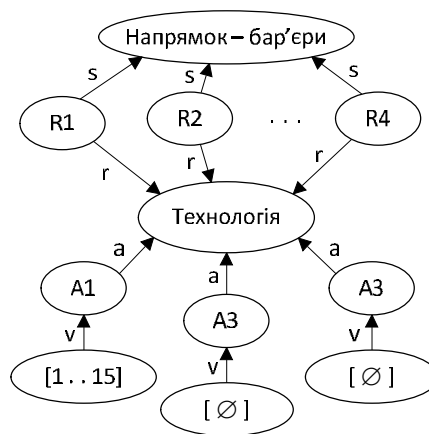 Напрямок – бар’єри
s s s
R1 R2 . . . R4
r r r
Технологія
a a a
A1 A3 A3
v v v
[1 . . 15] [ ∅ ] [ ∅ ]